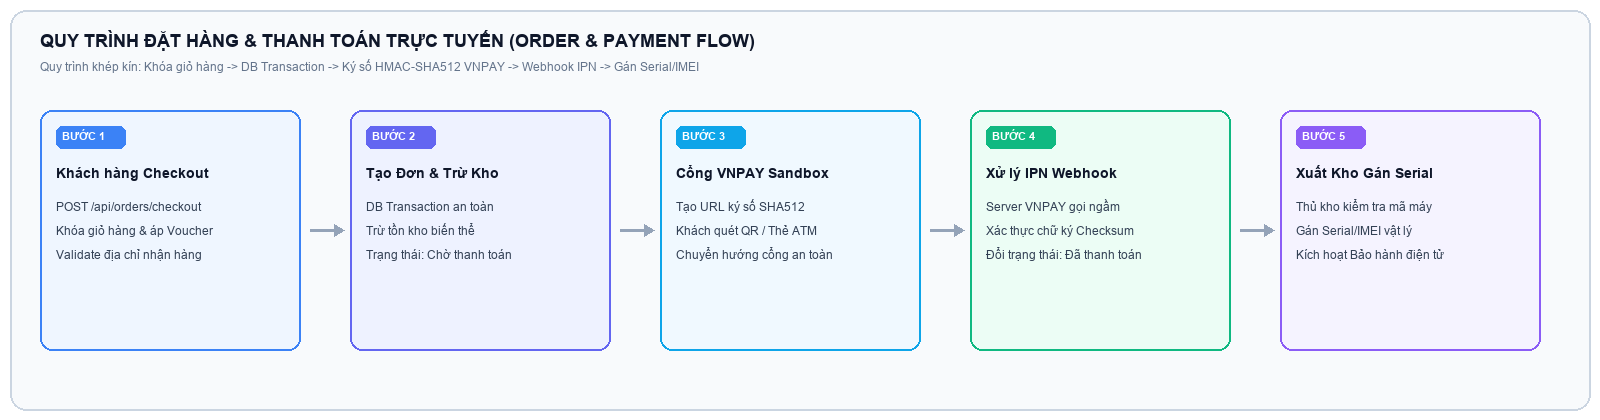 QUY TRÌNH ĐẶT HÀNG & THANH TOÁN TRỰC TUYẾN (ORDER & PAYMENT FLOW)
Quy trình khép kín: Khóa giỏ hàng -> DB Transaction -> Ký số HMAC-SHA512 VNPAY -> Webhook IPN -> Gán Serial/IMEI
BƯỚC 1
Khách hàng Checkout
POST /api/orders/checkout
Khóa giỏ hàng & áp Voucher
Validate địa chỉ nhận hàng
BƯỚC 2
Tạo Đơn & Trừ Kho
DB Transaction an toàn
Trừ tồn kho biến thể
Trạng thái: Chờ thanh toán
BƯỚC 3
Cổng VNPAY Sandbox
Tạo URL ký số SHA512
Khách quét QR / Thẻ ATM
Chuyển hướng cổng an toàn
BƯỚC 4
Xử lý IPN Webhook
Server VNPAY gọi ngầm
Xác thực chữ ký Checksum
Đổi trạng thái: Đã thanh toán
BƯỚC 5
Xuất Kho Gán Serial
Thủ kho kiểm tra mã máy
Gán Serial/IMEI vật lý
Kích hoạt Bảo hành điện tử